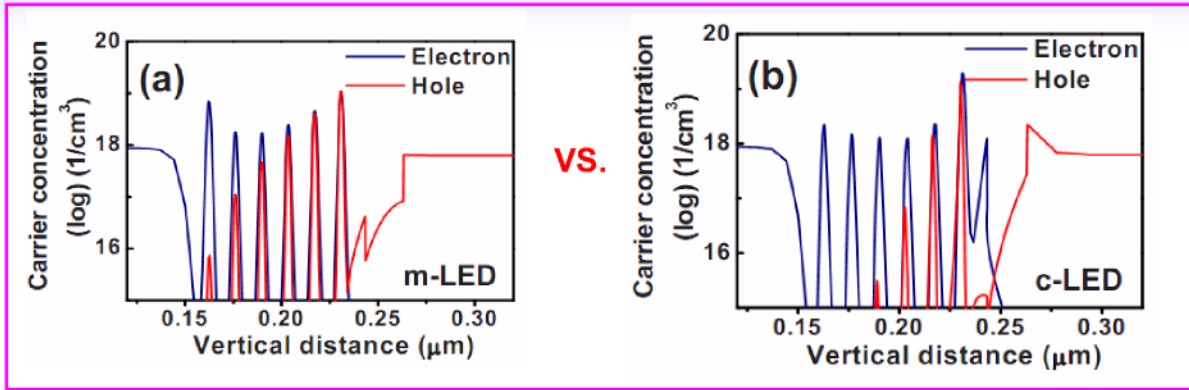 20
18
16
Carrier concentration
(log) (1/cm³)
(a)
Electron
Hole
m-LED
0.15 0.20 0.25 0.30
Vertical distance (μm)
VS.
20
18
16
Carrier concentration
(log) (1/cm³)
(b)
Electron
Hole
c-LED
0.15 0.20 0.25 0.30
Vertical distance (μm)